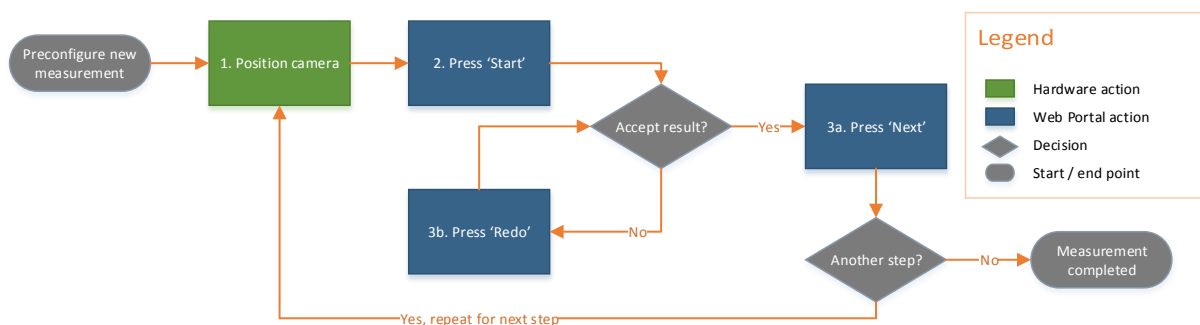 Preconfigure new
measurement
1. Position camera
2. Press ‘Start’
Accept result?
Yes
3a. Press ‘Next’
3b. Press ‘Redo’
No
Another step?
No
Measurement
completed
Yes, repeat for next step
Legend
Hardware action
Web Portal action
Decision
Start / end point